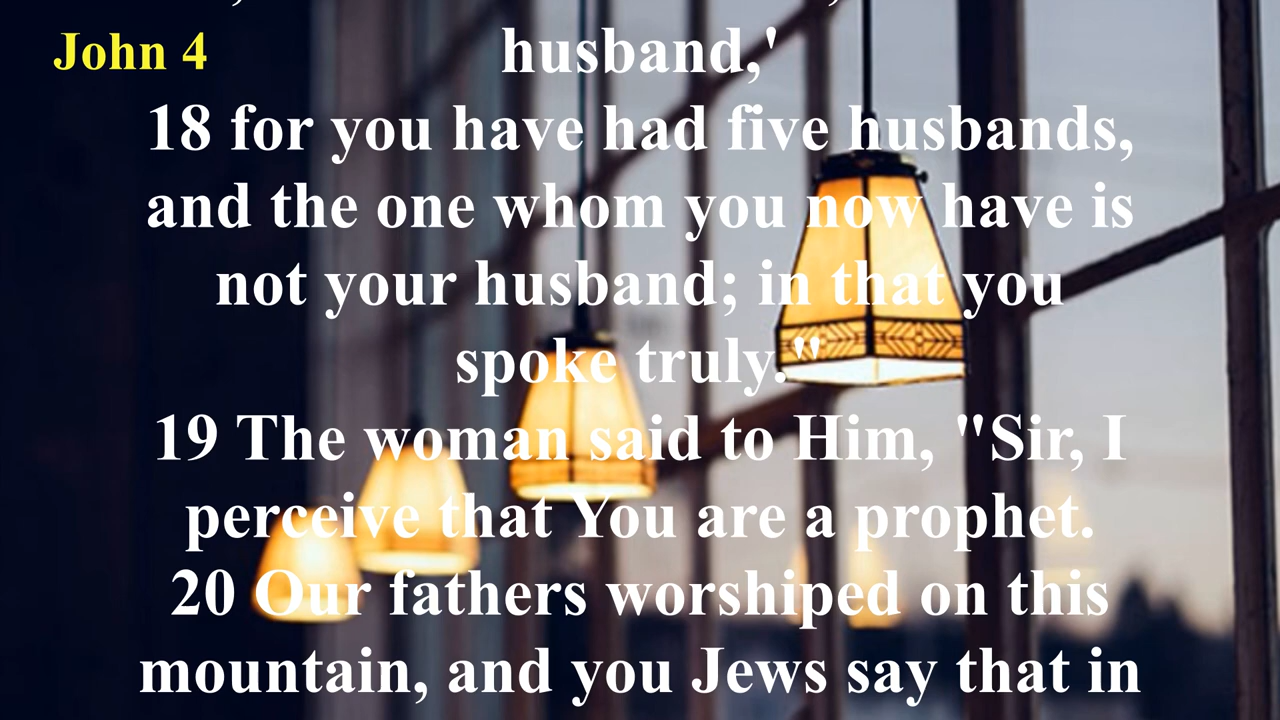 John 4
husband,'
18 for you have had five husbands,
and the one whom you now have is
not your husband; in that you
spoke truly."
19 The woman said to Him, "Sir, I
perceive that You are a prophet.
20 Our fathers worshiped on this
mountain, and you Jews say that in